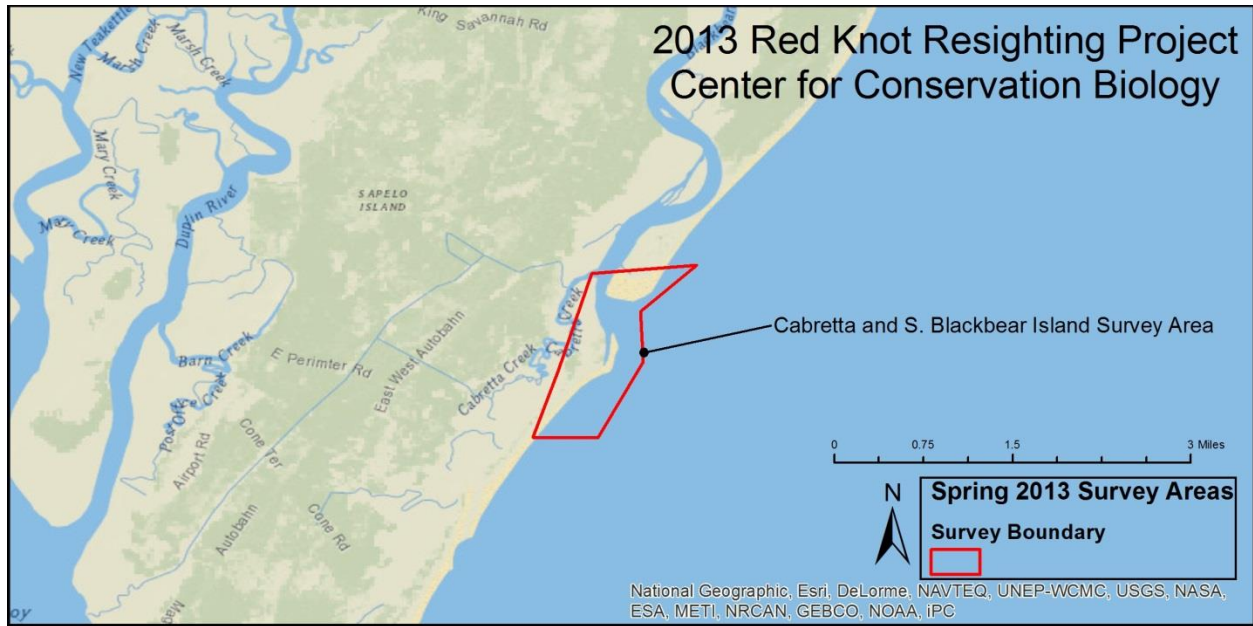 King
Savannah Rd
Blackbear
2013 Red Knot Resighting Project
Center for Conservation Biology
New Teakettle
Marsh Creek
Marsh Creek
Mary Creek
Mary Creek
Duplin River
SAPELO
ISLAND
Creek
Cabretta Creek
Cabretta and S. Blackbear Island Survey Area
Barn Creek
E Perimter Rd
East West Autobahn
Post Office Creek
Airport Rd
Cone Ter
Autobahn
Cone Rd
0 0.75 1.5 3 Miles
N
Spring 2013 Survey Areas
Survey Boundary
National Geographic, Esri, DeLorme, NAVTEQ, UNEP-WCMC, USGS, NASA,
ESA, METI, NRCAN, GEBCO, NOAA, iPC